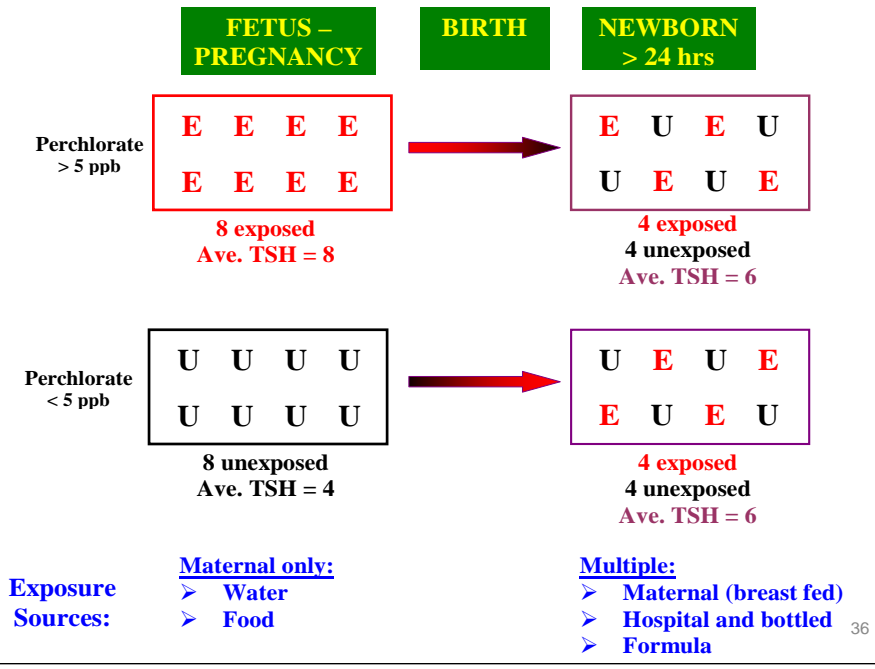 FETUS –
PREGNANCY
BIRTH
NEWBORN
> 24 hrs
Perchlorate
> 5 ppb
E E E E
E E E E
8 exposed
Ave. TSH = 8
E U E U
U E U E
4 exposed
4 unexposed
Ave. TSH = 6
Perchlorate
< 5 ppb
U U U U
U U U U
8 unexposed
Ave. TSH = 4
U E U E
E U E U
4 exposed
4 unexposed
Ave. TSH = 6
Exposure
Sources:
Maternal only:
➢ Water
➢ Food
Multiple:
➢ Maternal (breast fed)
➢ Hospital and bottled
➢ Formula
36